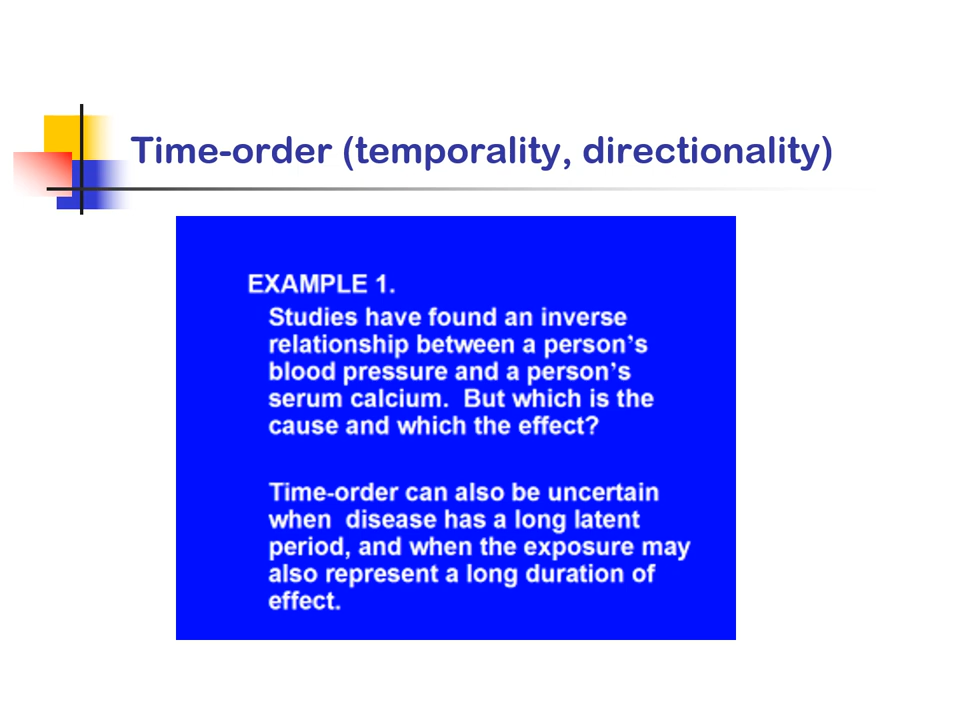 Time-order (temporality, directionality)
EXAMPLE 1.
Studies have found an inverse
relationship between a person’s
blood pressure and a person’s
serum calcium.  But which is the
cause and which the effect?
Time-order can also be uncertain
when  disease has a long latent
period, and when the exposure may
also represent a long duration of
effect.